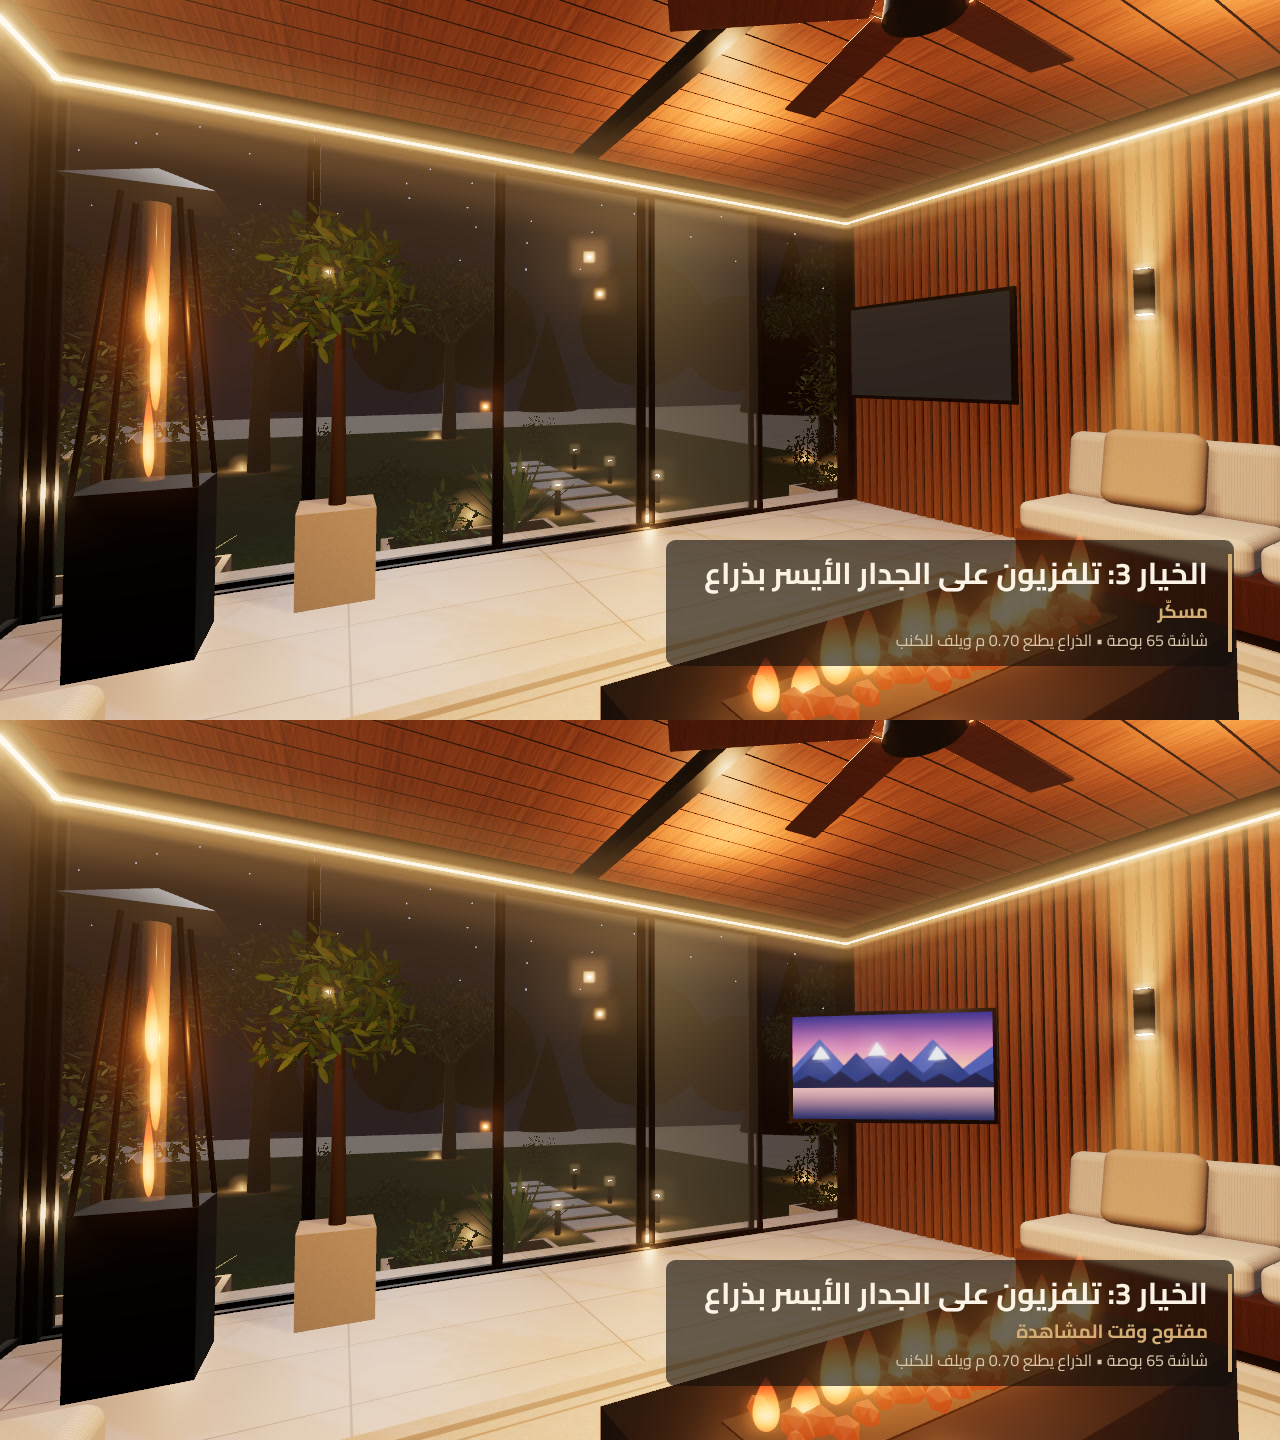 الخيار 3: تلفزيون على الجدار الأيسر بذراع
مسكّر
شاشة 65 بوصة • الذراع يطلع 0.70 م ويلف للكنب
الخيار 3: تلفزيون على الجدار الأيسر بذراع
مفتوح وقت المشاهدة
شاشة 65 بوصة • الذراع يطلع 0.70 م ويلف للكنب